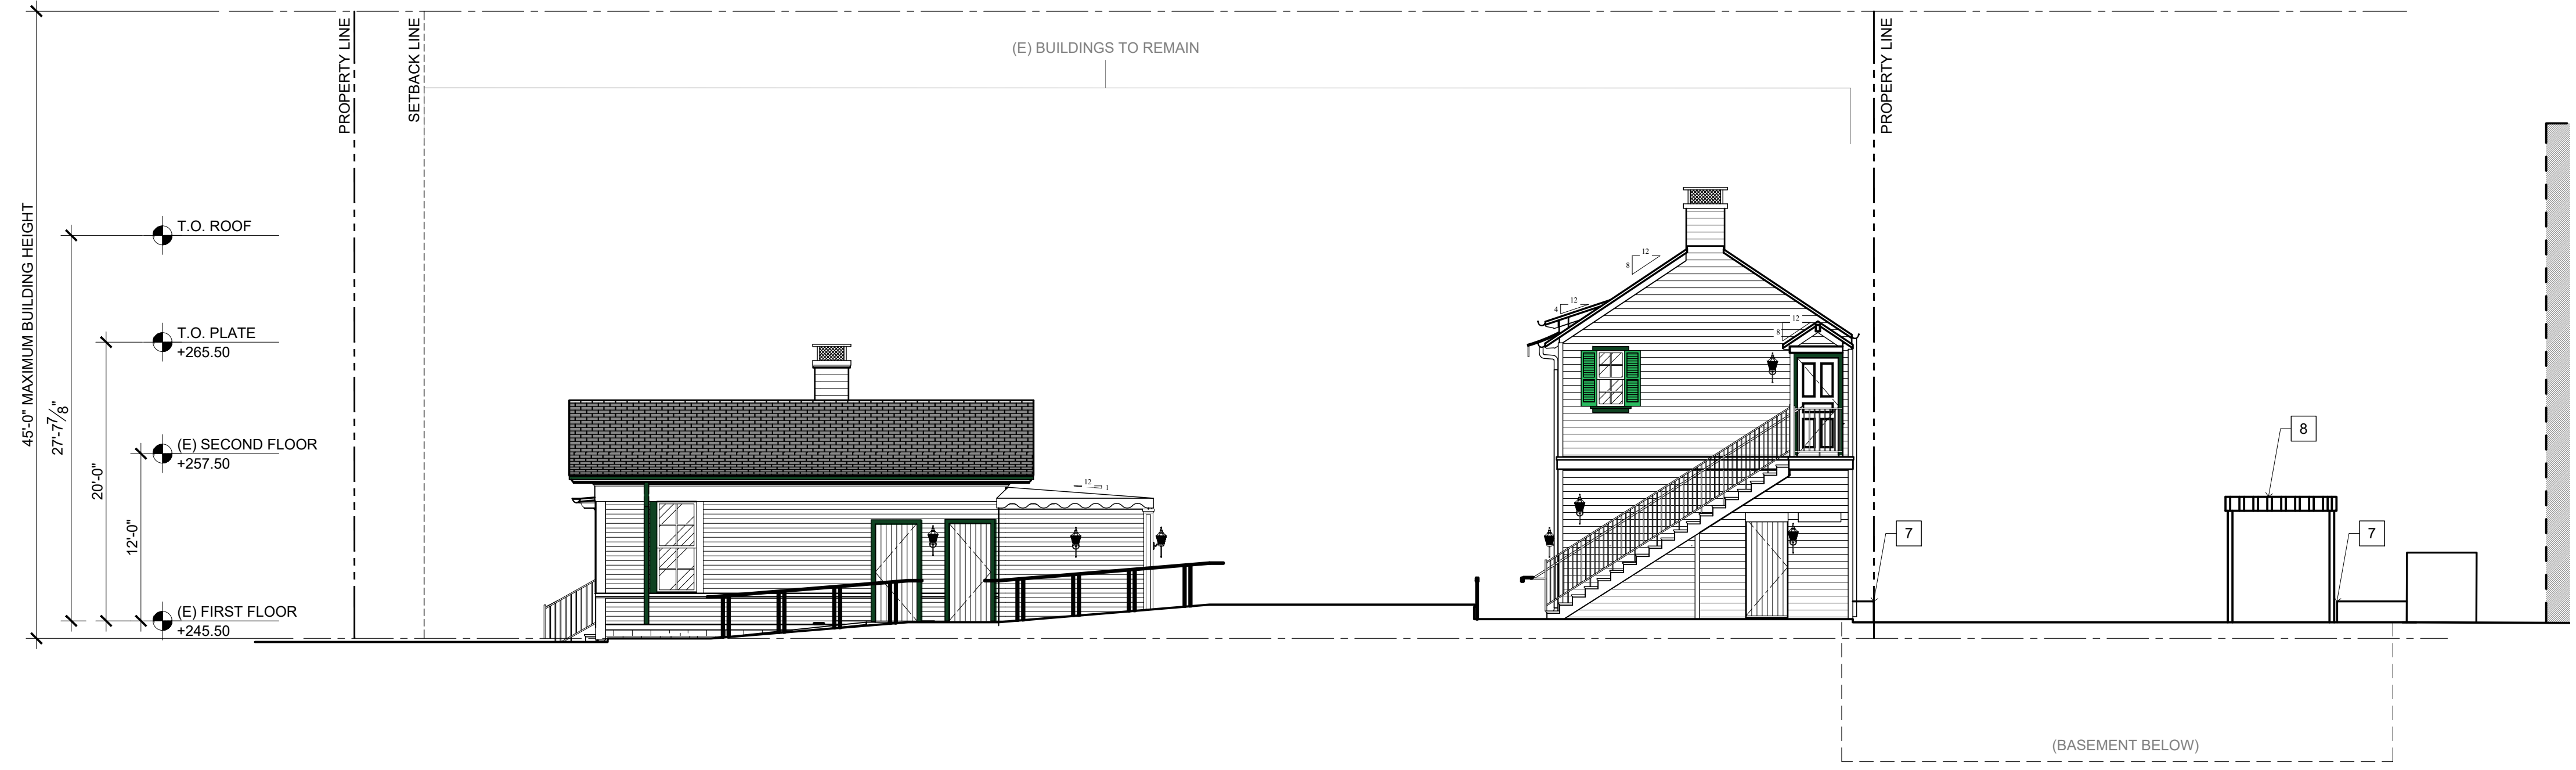 PROPERTY LINE
SETBACK LINE
(E) BUILDINGS TO REMAIN
PROPERTY LINE
45'-0" MAXIMUM BUILDING HEIGHT
27'-7 7/8"
20'-0"
12'-0"
T.O. ROOF
T.O. PLATE
+265.50
(E) SECOND FLOOR
+257.50
(E) FIRST FLOOR
+245.50
12
1
12
8
12
4
12
8
7
8
7
(BASEMENT BELOW)